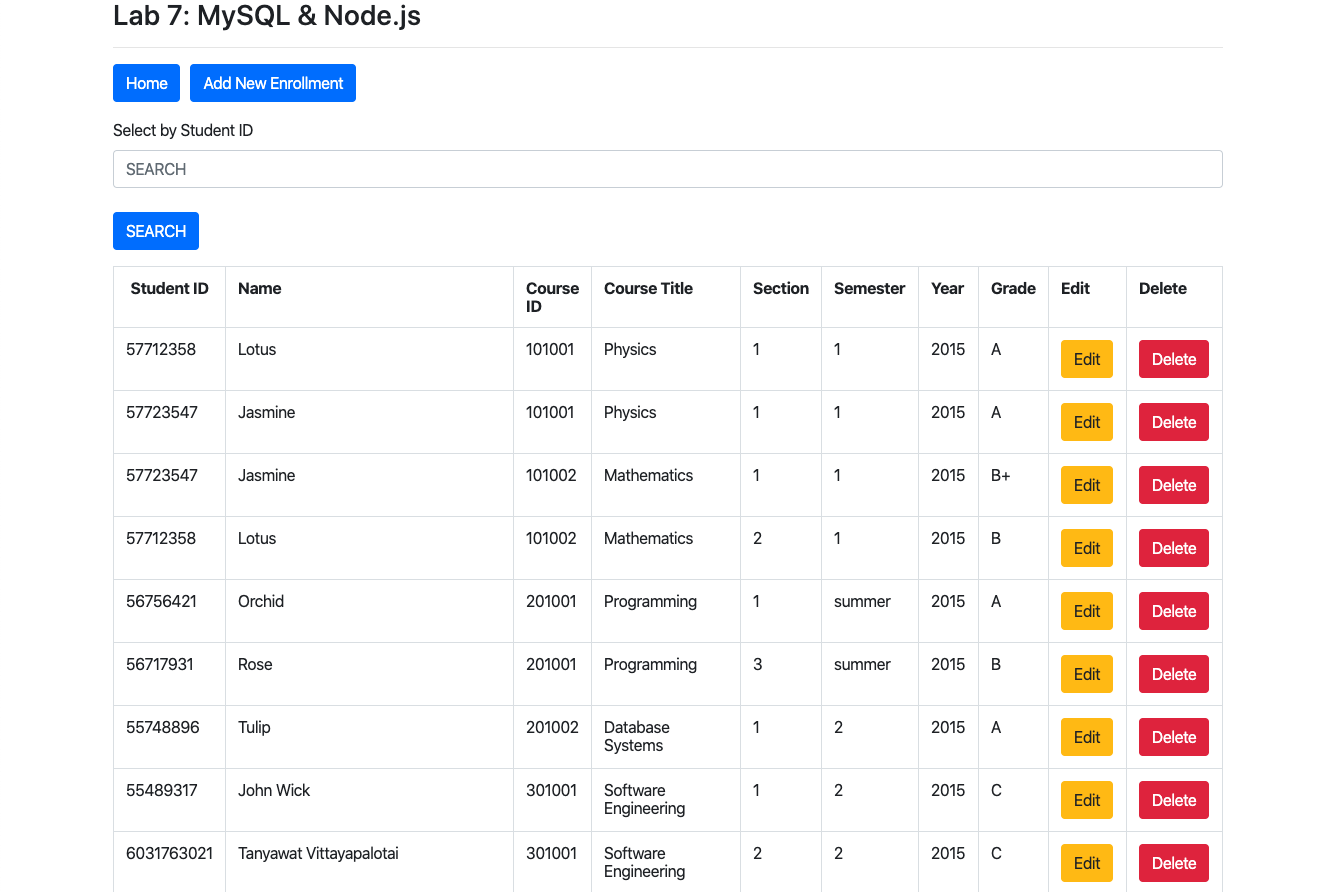 Lab 7: MySQL & Node.js
Home Add New Enrollment
Select by Student ID
SEARCH
SEARCH
Student ID Name Course ID Course Title Section Semester Year Grade Edit Delete
57712358 Lotus 101001 Physics 1 1 2015 A Edit Delete
57723547 Jasmine 101001 Physics 1 1 2015 A Edit Delete
57723547 Jasmine 101002 Mathematics 1 1 2015 B+ Edit Delete
57712358 Lotus 101002 Mathematics 2 1 2015 B Edit Delete
56756421 Orchid 201001 Programming 1 summer 2015 A Edit Delete
56717931 Rose 201001 Programming 3 summer 2015 B Edit Delete
55748896 Tulip 201002 Database Systems 1 2 2015 A Edit Delete
55489317 John Wick 301001 Software Engineering 1 2 2015 C Edit Delete
6031763021 Tanyawat Vittayapalotai 301001 Software Engineering 2 2 2015 C Edit Delete